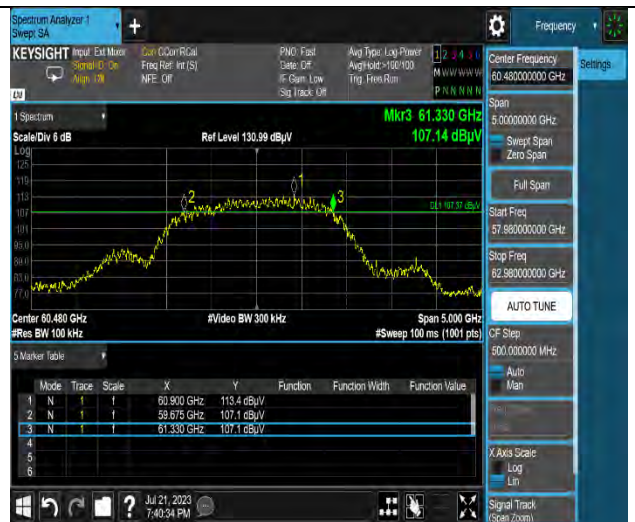 Spectrum Analyzer 1
Swept SA
+
Frequency
KEYSIGHT Input: Ext Mixer
Signal ID: On
Align: Off
Corr CCorr RCal
Freq Ref: Int (S)
NFE: Off
PNO: Fast
Gate: Off
IF Gain: Low
Sig Track: Off
Avg Type: Log-Power
Avg|Hold:>100/100
Trig: Free Run
1 2 3 4 5 6
M W W W W W
P N N N N N
Settings
Center Frequency
60.480000000 GHz
Span
5.00000000 GHz
Swept Span
Zero Span
Full Span
Start Freq
57.980000000 GHz
Stop Freq
62.980000000 GHz
AUTO TUNE
CF Step
500.000000 MHz
Auto
Man
X Axis Scale
Log
Lin
Signal Track
(Span Zoom)
1 Spectrum
Scale/Div 6 dB
Ref Level 130.99 dBµV
Mkr3 61.330 GHz
107.14 dBµV
Log
125
119
113
107
101
95.0
89.0
83.0
77.0
1
2
3
DL1 107.37 dBµV
Center 60.480 GHz
#Res BW 100 kHz
#Video BW 300 kHz
Span 5.000 GHz
#Sweep 100 ms (1001 pts)
5 Marker Table
Mode Trace Scale X Y Function Function Width Function Value
1 N 1 f 60.900 GHz 113.4 dBµV
2 N 1 f 59.675 GHz 107.1 dBµV
3 N 1 f 61.330 GHz 107.1 dBµV
4
5
6
?
Jul 21, 2023
7:40:34 PM